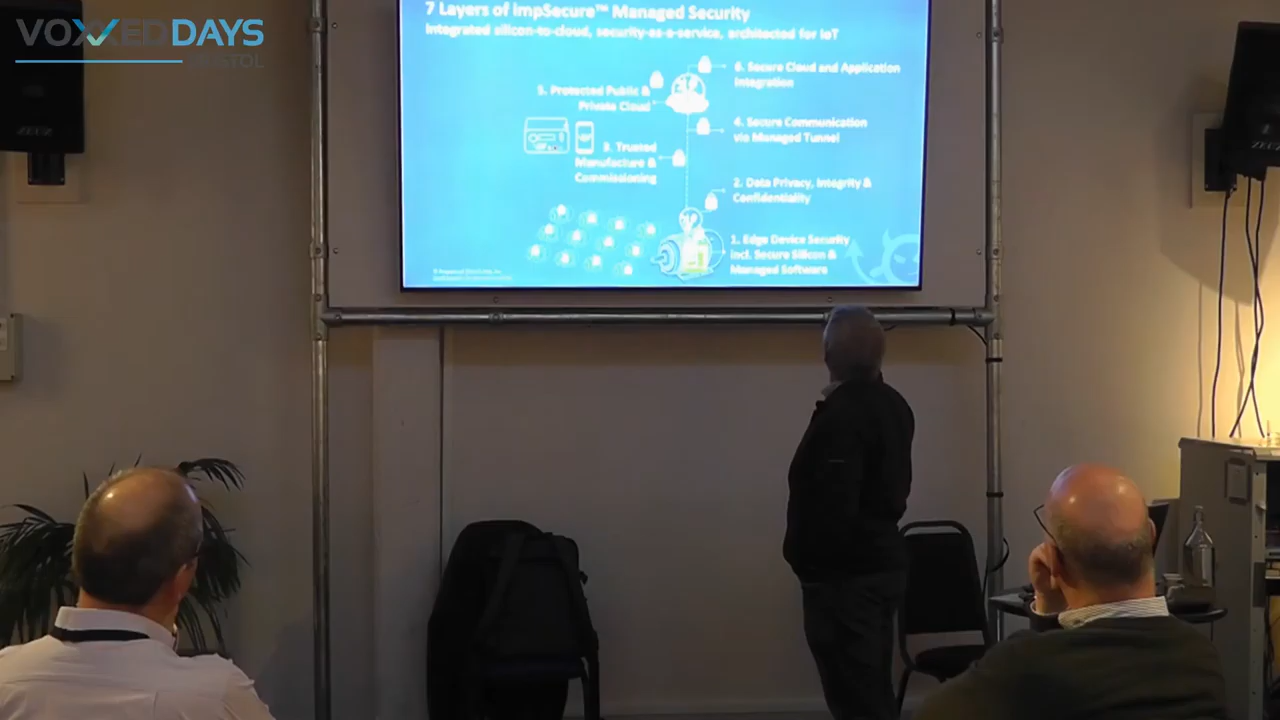 VOXXED DAYS
BRISTOL
7 Layers of impSecure™ Managed Security
Integrated silicon-to-cloud, security-as-a-service, architected for IoT
6. Secure Cloud and Application
Integration
5. Protected Public &
Private Cloud
4. Secure Communication
via Managed Tunnel
3. Trusted
Manufacture &
Commissioning
2. Data Privacy, Integrity &
Confidentiality
1. Edge Device Security
incl. Secure Silicon &
Managed Software